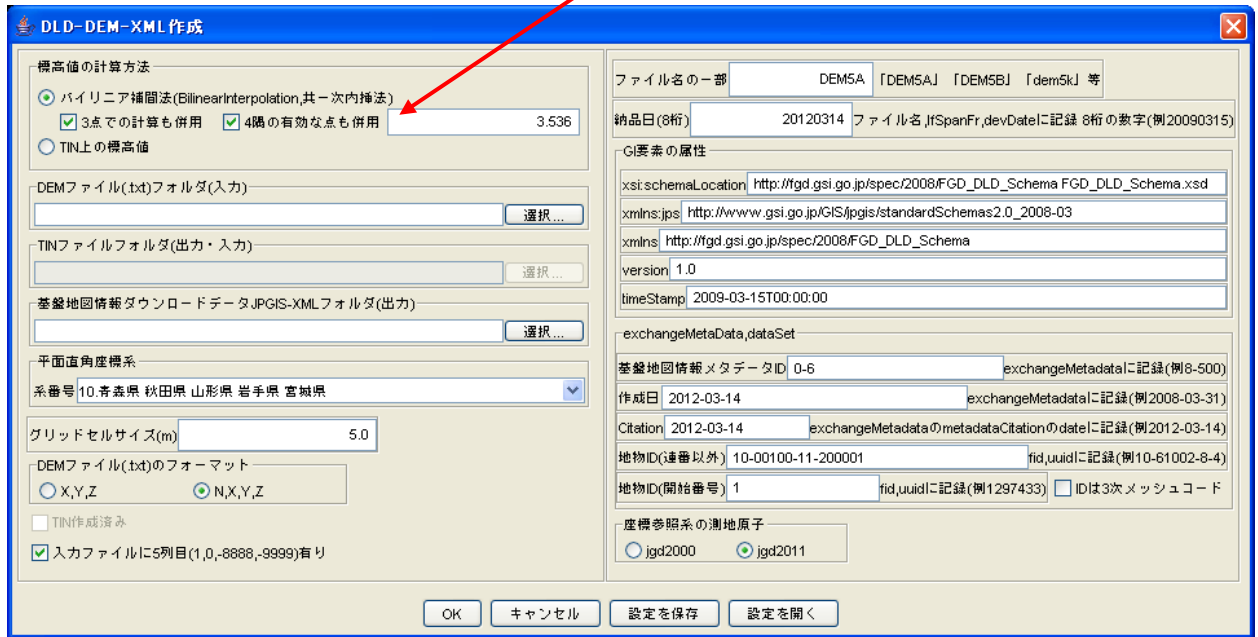 DLD-DEM-XML作成
標高値の計算方法
バイリニア補間法(BilinearInterpolation,共一次内挿法)
3点での計算も併用 4隅の有効な点も併用 3.536
TIN上の標高値
DEMファイル(.txt)フォルダ(入力)
選択...
TINファイルフォルダ(出力・入力)
選択...
基盤地図情報ダウンロードデータJPGIS-XMLフォルダ(出力)
選択...
平面直角座標系
系番号 10.青森県 秋田県 山形県 岩手県 宮城県
グリッドセルサイズ(m) 5.0
DEMファイル(.txt)のフォーマット
X,Y,Z N,X,Y,Z
TIN作成済み
入力ファイルに5列目(1,0,-8888,-9999)有り
ファイル名の一部 DEM5A 「DEM5A」 「DEM5B」 「dem5k」 等
納品日(8桁) 20120314 ファイル名,lfSpanFr,devDateに記録 8桁の数字(例20090315)
GI要素の属性
xsi:schemaLocation http://fgd.gsi.go.jp/spec/2008/FGD_DLD_Schema FGD_DLD_Schema.xsd
xmlns:jps http://www.gsi.go.jp/GIS/jpgis/standardSchemas2.0_2008-03
xmlns http://fgd.gsi.go.jp/spec/2008/FGD_DLD_Schema
version 1.0
timeStamp 2009-03-15T00:00:00
exchangeMetaData,dataSet
基盤地図情報メタデータID 0-6 exchangeMetadataに記録(例8-500)
作成日 2012-03-14 exchangeMetadataに記録(例2008-03-31)
Citation 2012-03-14 exchangeMetadataのmetadataCitationのdateに記録(例2012-03-14)
地物ID(連番以外) 10-00100-11-200001 fid,uuidに記録(例10-61002-8-4)
地物ID(開始番号) 1 fid,uuidに記録(例1297433) IDは3次メッシュコード
座標参照系の測地原子
jgd2000 jgd2011
OK キャンセル 設定を保存 設定を開く